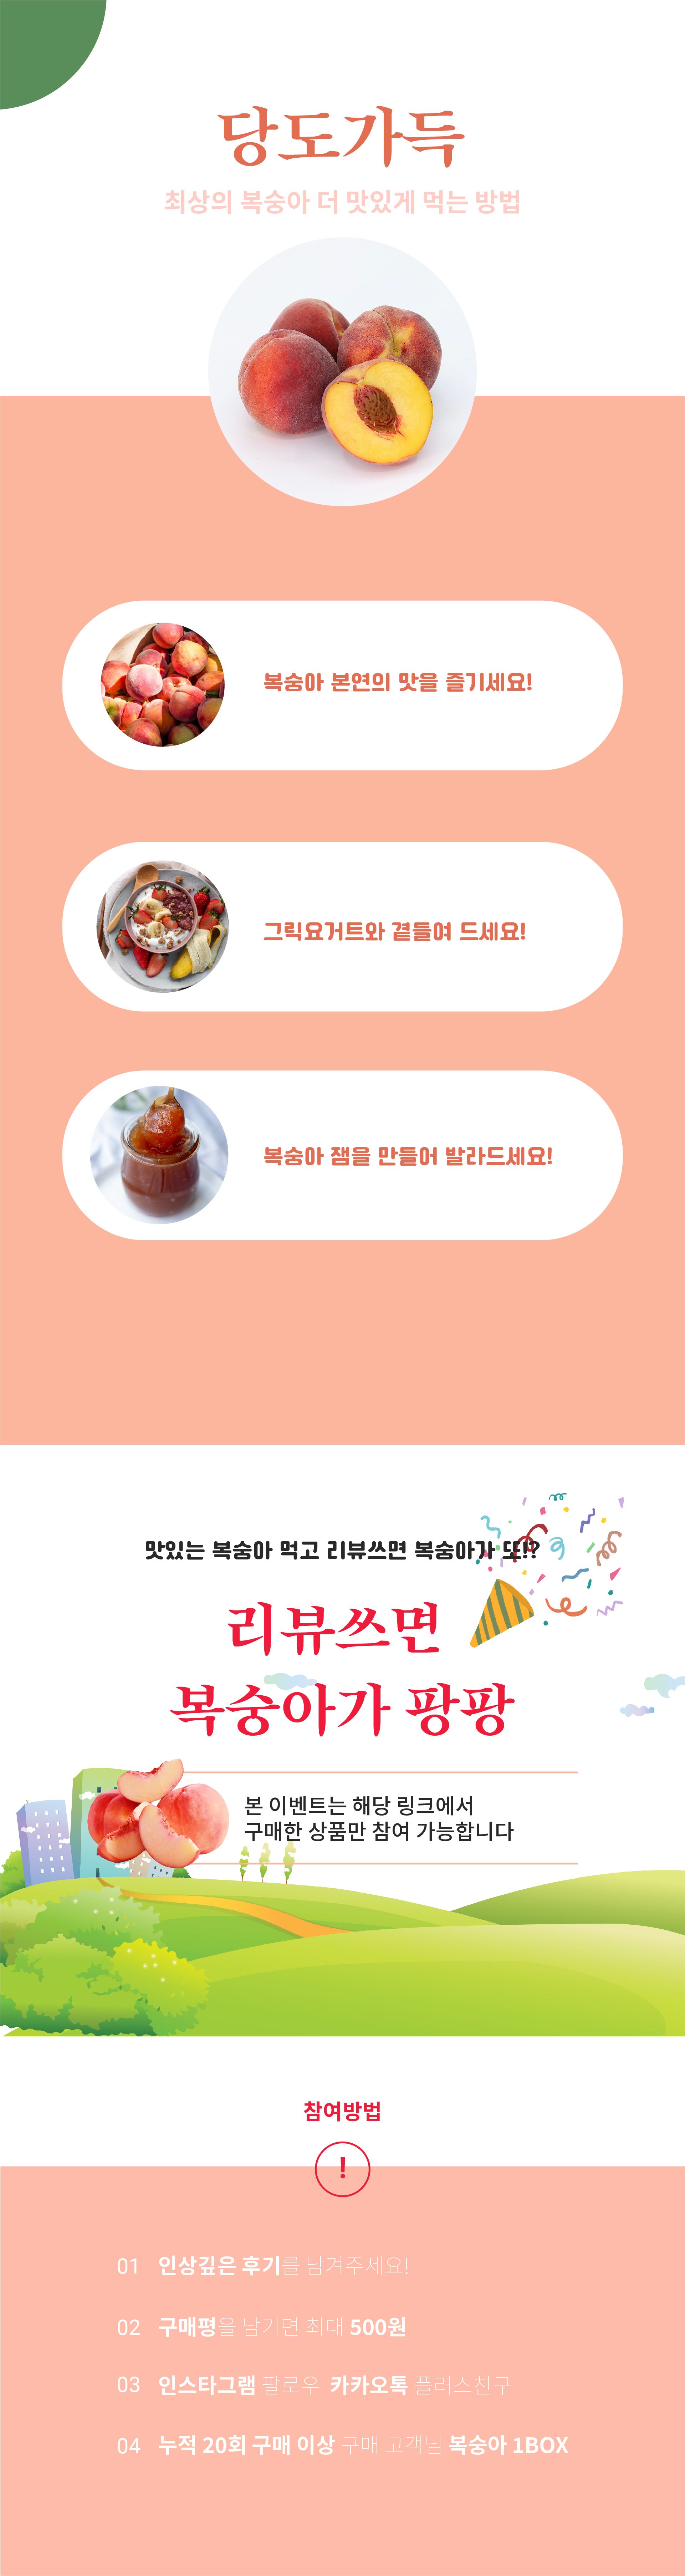 당도가득
최상의 복숭아 더 맛있게 먹는 방법
복숭아 본연의 맛을 즐기세요!
그릭요거트와 곁들여 드세요!
복숭아 잼을 만들어 발라드세요!
맛있는 복숭아 먹고 리뷰쓰면 복숭아가 또!?
리뷰쓰면
복숭아가 팡팡
본 이벤트는 해당 링크에서
구매한 상품만 참여 가능합니다
참여방법
!
01 인상깊은 후기를 남겨주세요!
02 구매평을 남기면 최대 500원
03 인스타그램 팔로우 카카오톡 플러스친구
04 누적 20회 구매 이상 구매 고객님 복숭아 1BOX